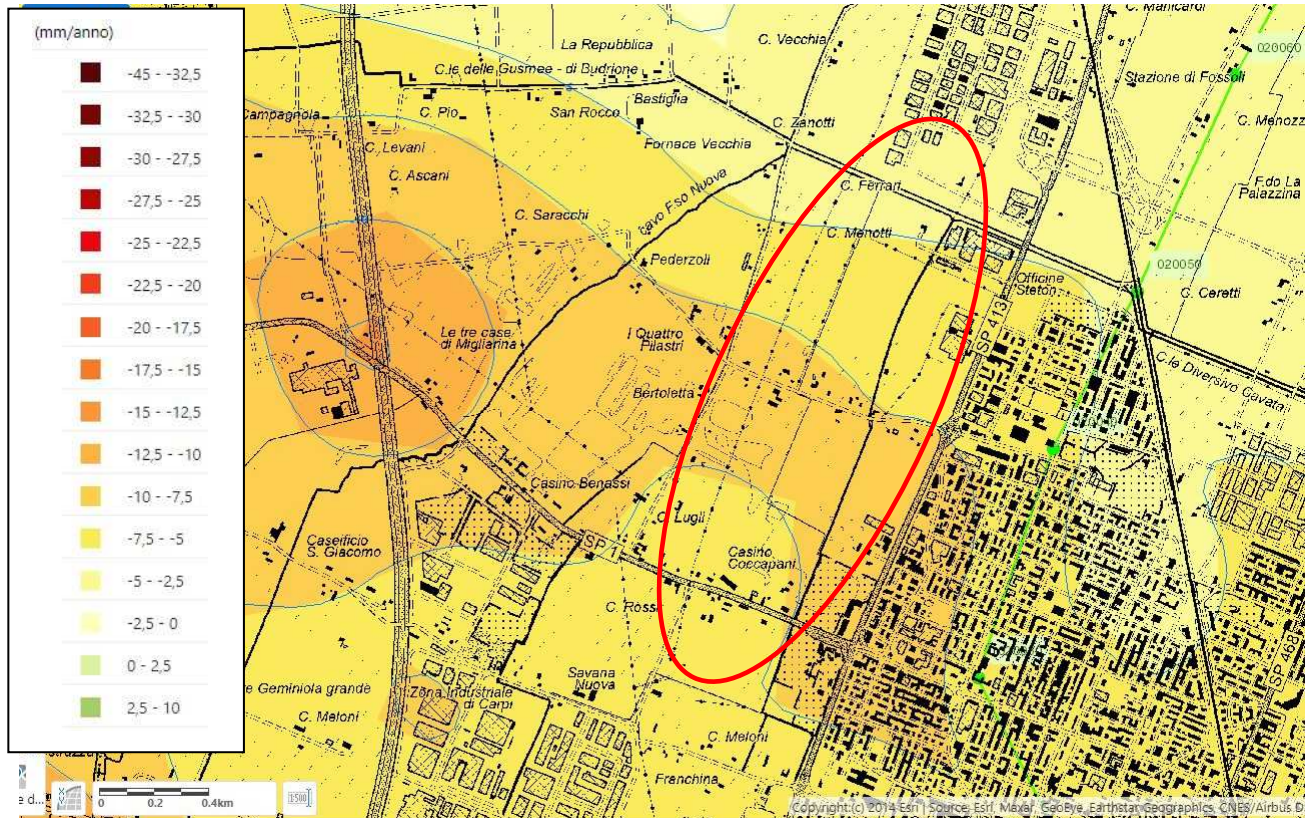 (mm/anno)
-45 - -32,5
-32,5 - -30
-30 - -27,5
-27,5 - -25
-25 - -22,5
-22,5 - -20
-20 - -17,5
-17,5 - -15
-15 - -12,5
-12,5 - -10
-10 - -7,5
-7,5 - -5
-5 - -2,5
-2,5 - 0
0 - 2,5
2,5 - 10
C. Manicardi
La Repubblica
C. Vecchia
020060
C.le delle Gusmee - di Budrione
Stazione di Fossoli
Bastiglia
Campagnola
C. Pio
San Rocco
C. Zanotti
C. Menozz
C. Levani
Fornace Vecchia
C. Ascani
C. Ferrari
F.do La
Palazzina
Cavo F.so Nuova
C. Saracchi
C. Menotti
Pederzoli
020050
Officine
Steton
C. Ceretti
SP 413
Le tre case
di Migliarina
I Quattro
Pilastri
C.le Diversivo Cavata
Bertoletta
Casino Benassi
C. Lugli
SP 1
Caseificio
S. Giacomo
Casino
Coccapani
C. Rossi
SP 468
e Geminiola grande
Zona Industriale
di Carpi
Savana
Nuova
C. Meloni
C. Meloni
Franchina
e d...
0 0.2 0.4km
1:500
Copyright:(c) 2014 Esri | Source: Esri, Maxar, GeoEye, Earthstar Geographics, CNES/Airbus D